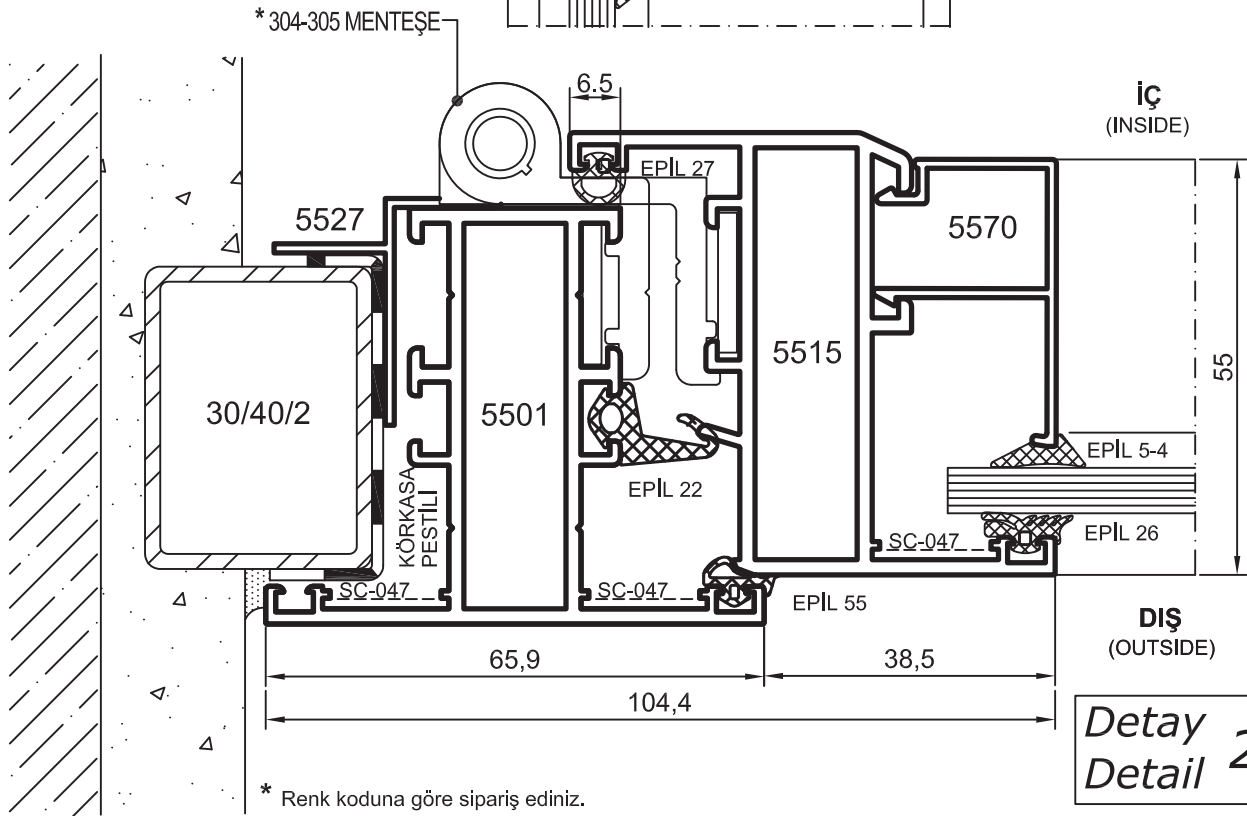 * 304-305 MENTEŞE
6.5
İÇ
(INSIDE)
EPİL 27
5527
5570
55
5515
30/40/2
5501
EPİL 5-4
EPİL 22
KÖRKASA
PESTİLİ
EPİL 26
SC-047
SC-047
SC-047
EPİL 55
DIŞ
(OUTSIDE)
65,9
38,5
104,4
Detay
Detail 2
* Renk koduna göre sipariş ediniz.